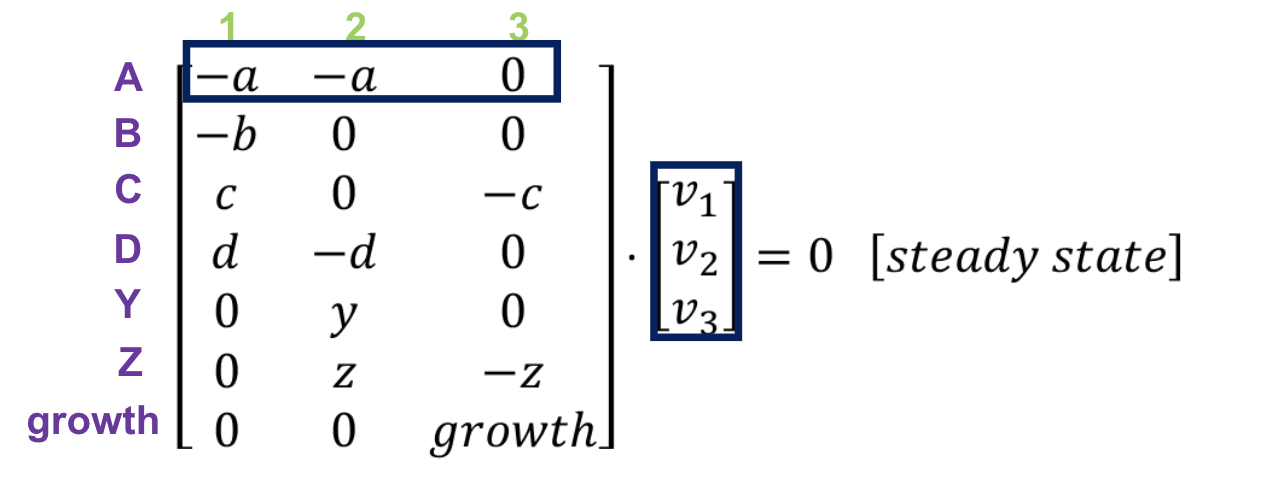 1 2 3
A −a −a 0
B −b 0 0
C c 0 −c
D d −d 0
Y 0 y 0
Z 0 z −z
growth 0 0 growth
· [v₁ v₂ v₃] = 0 [steady state]